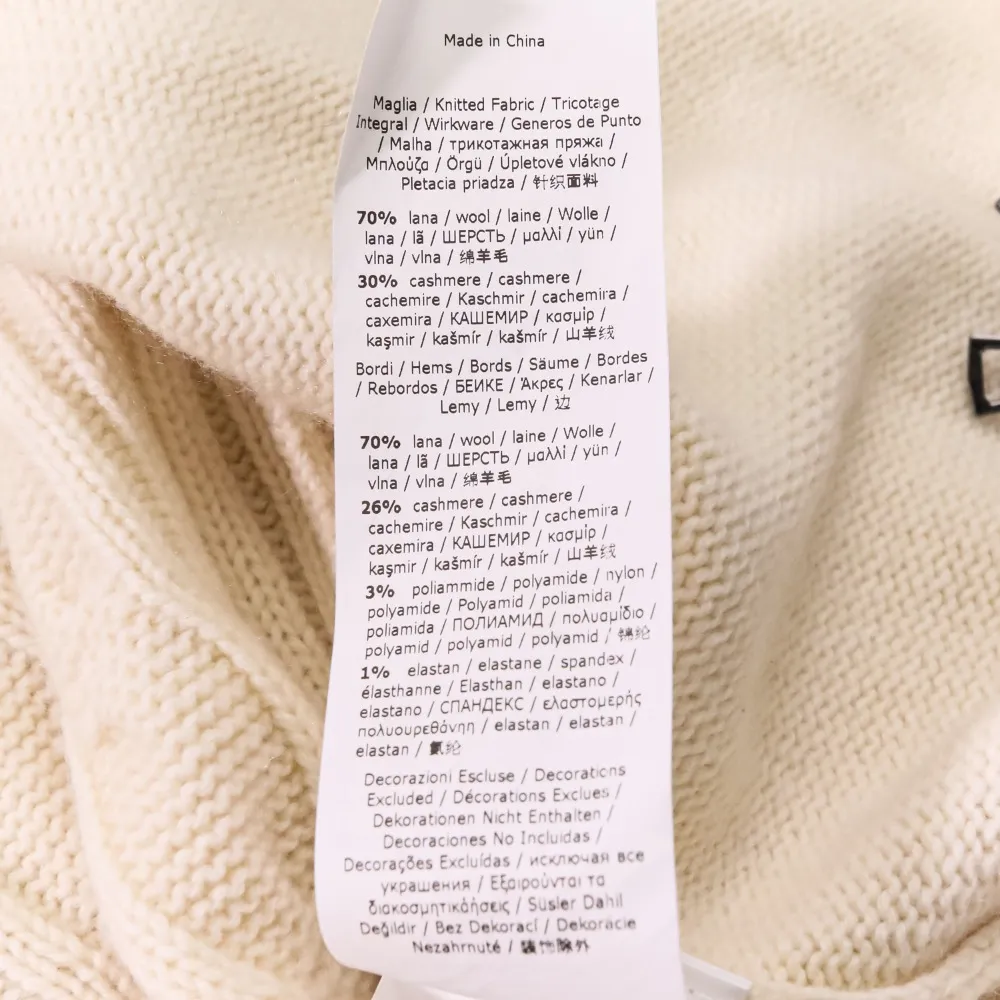 Made in China
Maglia / Knitted Fabric / Tricotage
Integral / Wirkware / Generos de Punto
/ Malha / трикотажная пряжа /
Μπλούζα / Örgü / Úpletové vlákno /
Pletacia priadza / 针织面料
70% lana / wool / laine / Wolle /
lana / lã / ШЕРСТЬ / μαλλί / yün /
vlna / vlna / 绵羊毛
30% cashmere / cashmere /
cachemire / Kaschmir / cachemira /
caxemira / КАШЕМИР / κασμίρ /
kaşmir / kašmír / kašmír / 山羊绒
Bordi / Hems / Bords / Säume / Bordes
/ Rebordos / БЕИКЕ / Άκρες / Kenarlar /
Lemy / Lemy / 边
70% lana / wool / laine / Wolle /
lana / lã / ШЕРСТЬ / μαλλί / yün /
vlna / vlna / 绵羊毛
26% cashmere / cashmere /
cachemire / Kaschmir / cachemira /
caxemira / КАШЕМИР / κασμίρ /
kaşmir / kašmír / kašmír / 山羊绒
3% poliammide / polyamide / nylon /
polyamide / Polyamid / poliamida /
poliamida / ПОЛИАМИД / πολυαμίδιο /
polyamid / polyamid / polyamid / 锦纶
1% elastan / elastane / spandex /
élasthanne / Elasthan / elastano /
elastano / СПАНДЕКС / ελαστομερής
πολυουρεθάνηη / elastan / elastan /
elastan / 氨纶
Decorazioni Escluse / Decorations
Excluded / Décorations Exclues /
Dekorationen Nicht Enthalten /
Decoraciones No Incluidas /
Decorações Excluídas / исключая все
украшения / Εξαιρούνται τα
διακοσμητικάήσεις / Süsler Dahil
Değildir / Bez Dekorací / Dekorácie
Nezahrnuté / 装饰除外